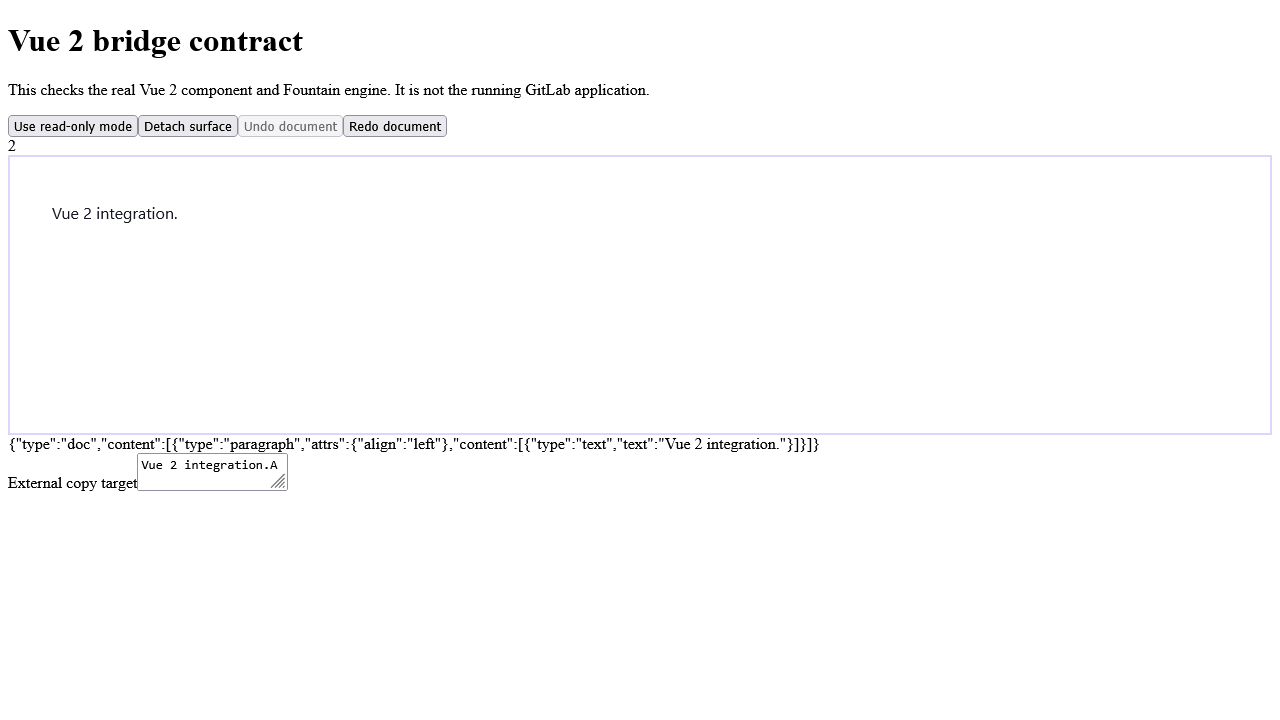 Vue 2 bridge contract
This checks the real Vue 2 component and Fountain engine. It is not the running GitLab application.
Use read-only mode Detach surface Undo document Redo document
2
Vue 2 integration.
{"type":"doc","content":[{"type":"paragraph","attrs":{"align":"left"},"content":[{"type":"text","text":"Vue 2 integration."}]}]}
External copy target Vue 2 integration.A